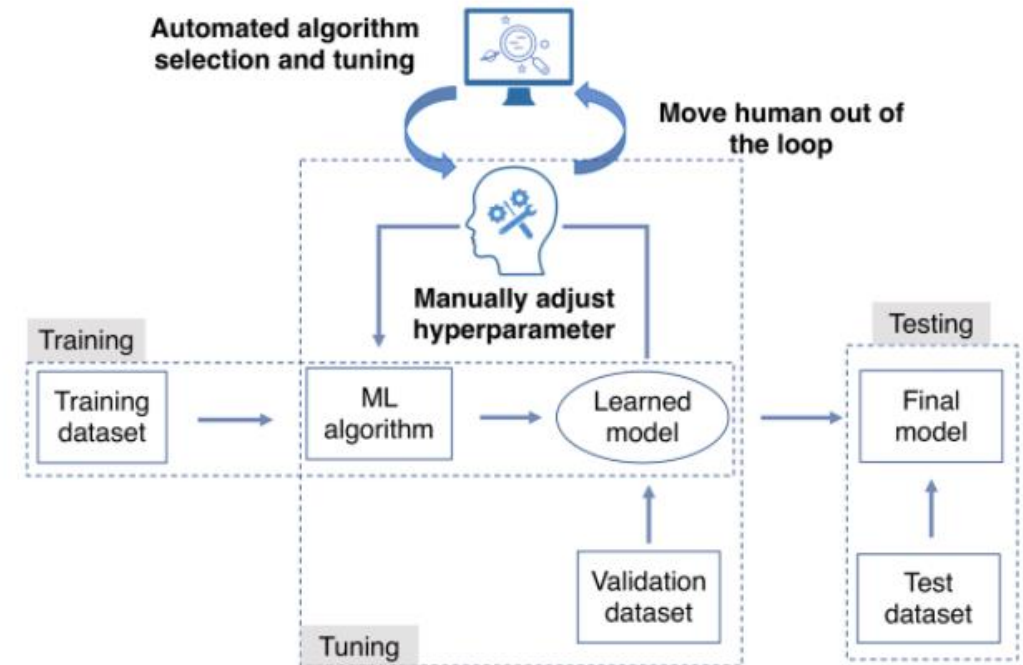 Automated algorithm
selection and tuning
Move human out of
the loop
Manually adjust
hyperparameter
Training
Testing
Training
dataset
ML
algorithm
Learned
model
Final
model
Validation
dataset
Test
dataset
Tuning